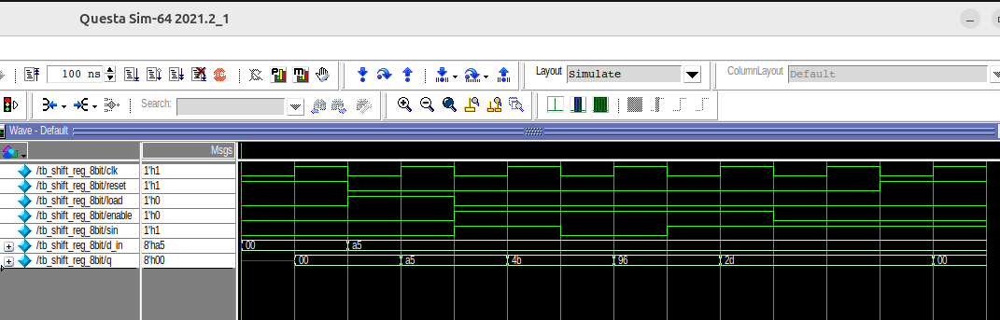 Questa Sim-64 2021.2_1
100 ns
Layout Simulate
ColumnLayout Default
Search:
Wave - Default
Msgs
/tb_shift_reg_8bit/clk 1'h1
/tb_shift_reg_8bit/reset 1'h1
/tb_shift_reg_8bit/load 1'h0
/tb_shift_reg_8bit/enable 1'h0
/tb_shift_reg_8bit/sin 1'h1
/tb_shift_reg_8bit/d_in 8'ha5 00 a5
/tb_shift_reg_8bit/q 8'h00 00 a5 4b 96 2d 00